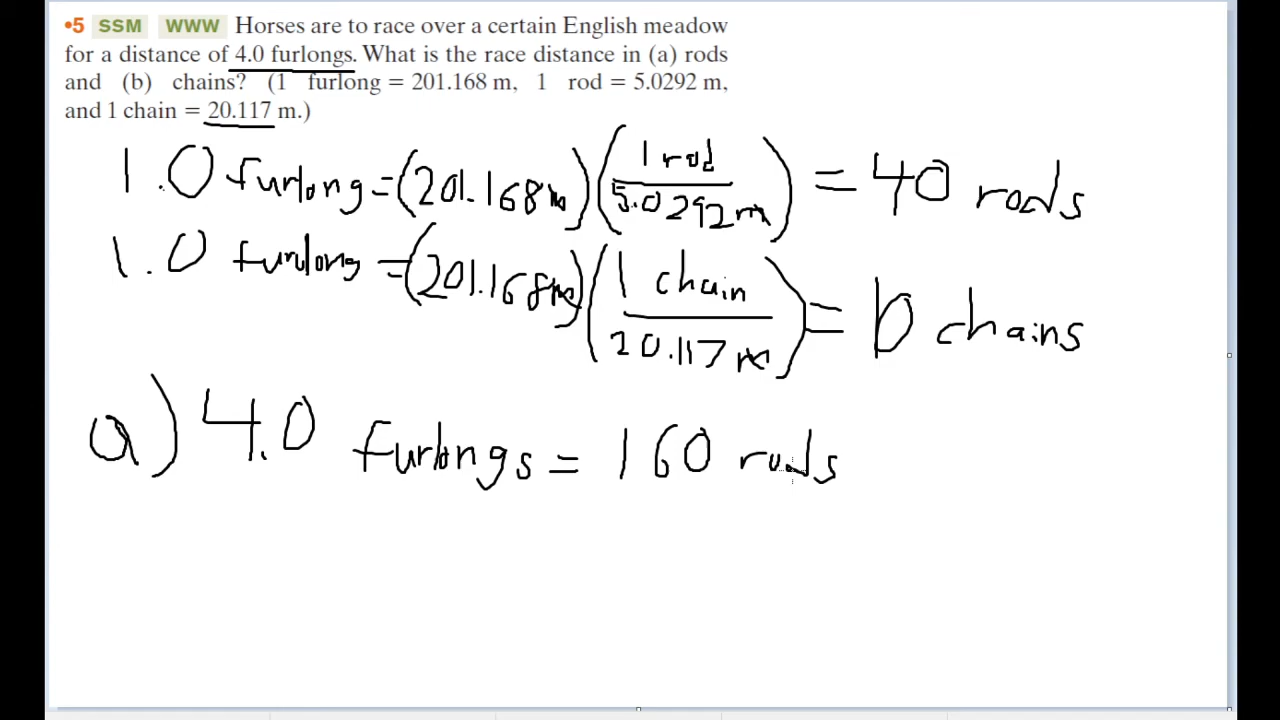 •5 SSM WWW Horses are to race over a certain English meadow
for a distance of 4.0 furlongs. What is the race distance in (a) rods
and (b) chains? (1 furlong = 201.168 m, 1 rod = 5.0292 m,
and 1 chain = 20.117 m.)
1.0 furlong = (201.168m) (1 rod / 5.0292m) = 40 rods
1.0 furlong = (201.168m) (1 chain / 20.117 m) = 10 chains
a) 4.0 furlongs = 160 rods